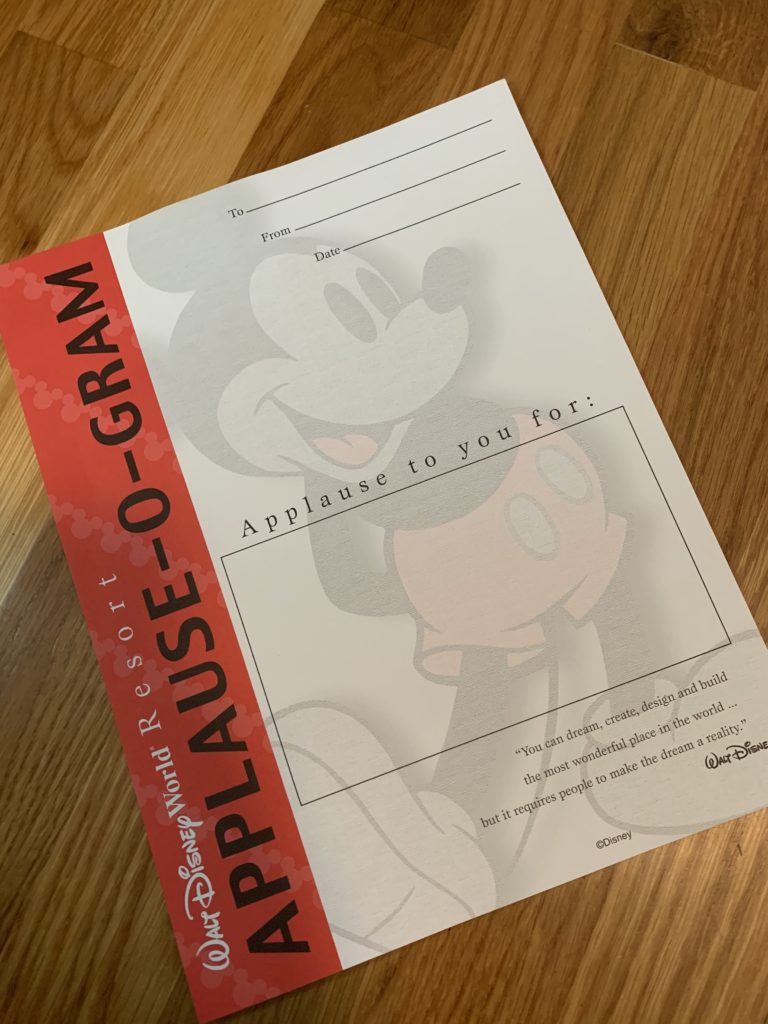 Walt Disney World Resort
APPLAUSE-O-GRAM
To
From
Date
Applause to you for:
"You can dream, create, design and build
the most wonderful place in the world ...
but it requires people to make the dream a reality."
Walt Disne
©Disney